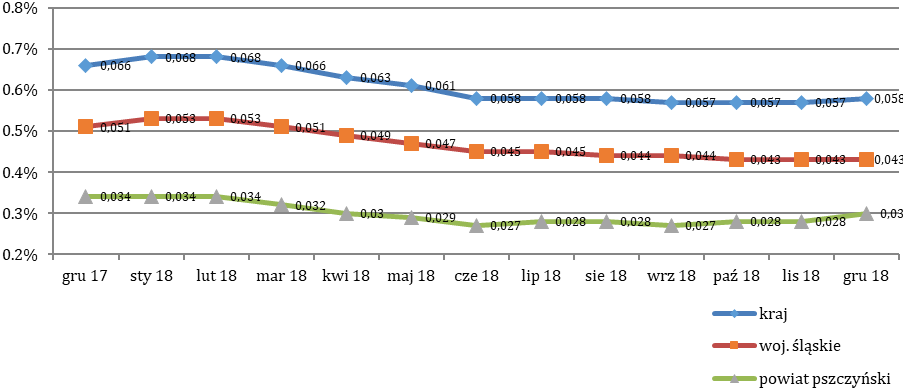 0.8%
0.7%
0,066 0,068 0,068 0,066 0,063 0,061 0,058 0,058 0,058 0,057 0,057 0,057 0,058
0.6%
0,051 0,053 0,053 0,051 0,049 0,047 0,045 0,045 0,044 0,044 0,043 0,043 0,043
0.5%
0.4%
0,034 0,034 0,034 0,032 0,03 0,029 0,027 0,028 0,028 0,027 0,028 0,028 0,03
0.3%
0.2%
gru 17 sty 18 lut 18 mar 18 kwi 18 maj 18 cze 18 lip 18 sie 18 wrz 18 paź 18 lis 18 gru 18
kraj
woj. śląskie
powiat pszczyński